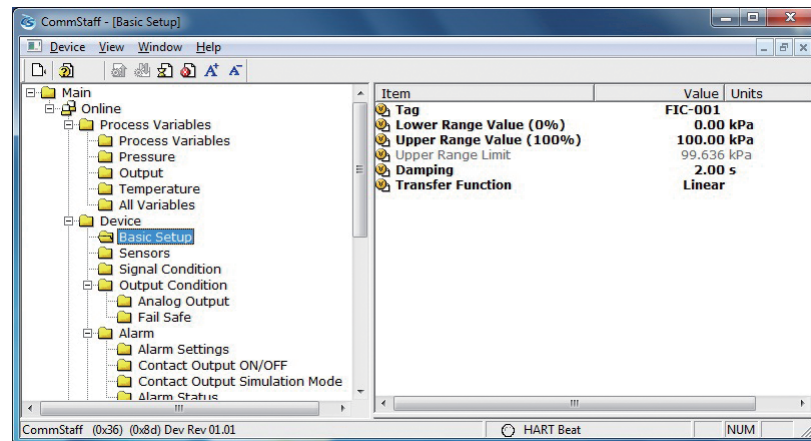 CommStaff - [Basic Setup]
Device View Window Help
Main
Online
Process Variables
Process Variables
Pressure
Output
Temperature
All Variables
Device
Basic Setup
Sensors
Signal Condition
Output Condition
Analog Output
Fail Safe
Alarm
Alarm Settings
Contact Output ON/OFF
Contact Output Simulation Mode
Alarm Status
Item Value Units
Tag FIC-001
Lower Range Value (0%) 0.00 kPa
Upper Range Value (100%) 100.00 kPa
Upper Range Limit 99.636 kPa
Damping 2.00 s
Transfer Function Linear
CommStaff (0x36) (0x8d) Dev Rev 01.01 HART Beat NUM